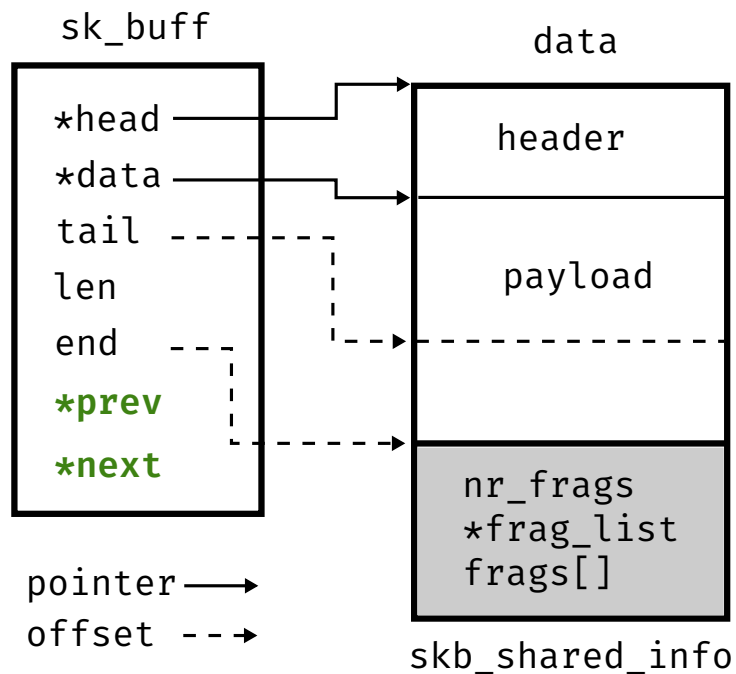 sk_buff
*head
*data
tail
len
end
*prev
*next
pointer
offset
data
header
payload
nr_frags
*frag_list
frags[]
skb_shared_info